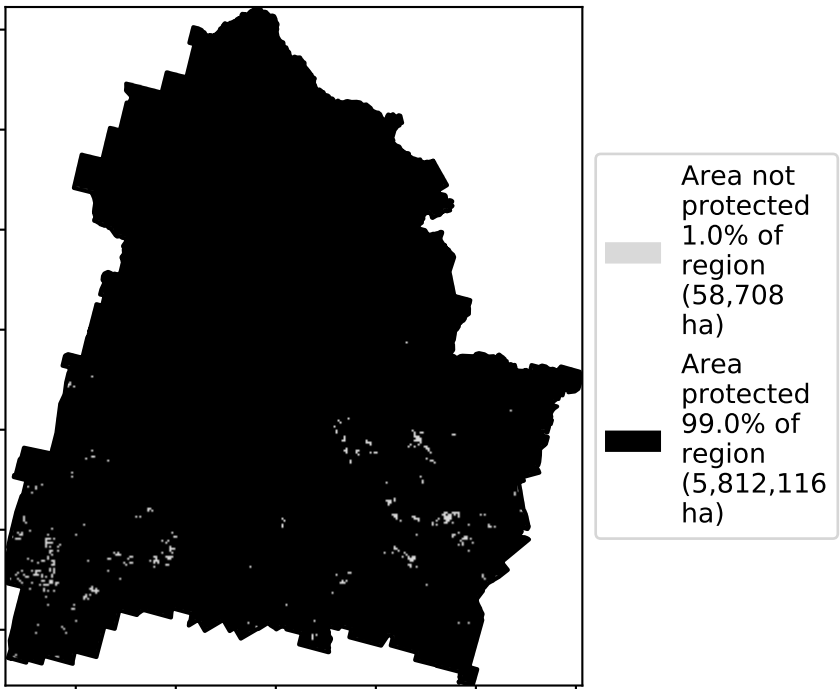 Area not
protected
1.0% of
region
(58,708
ha)
Area
protected
99.0% of
region
(5,812,116
ha)